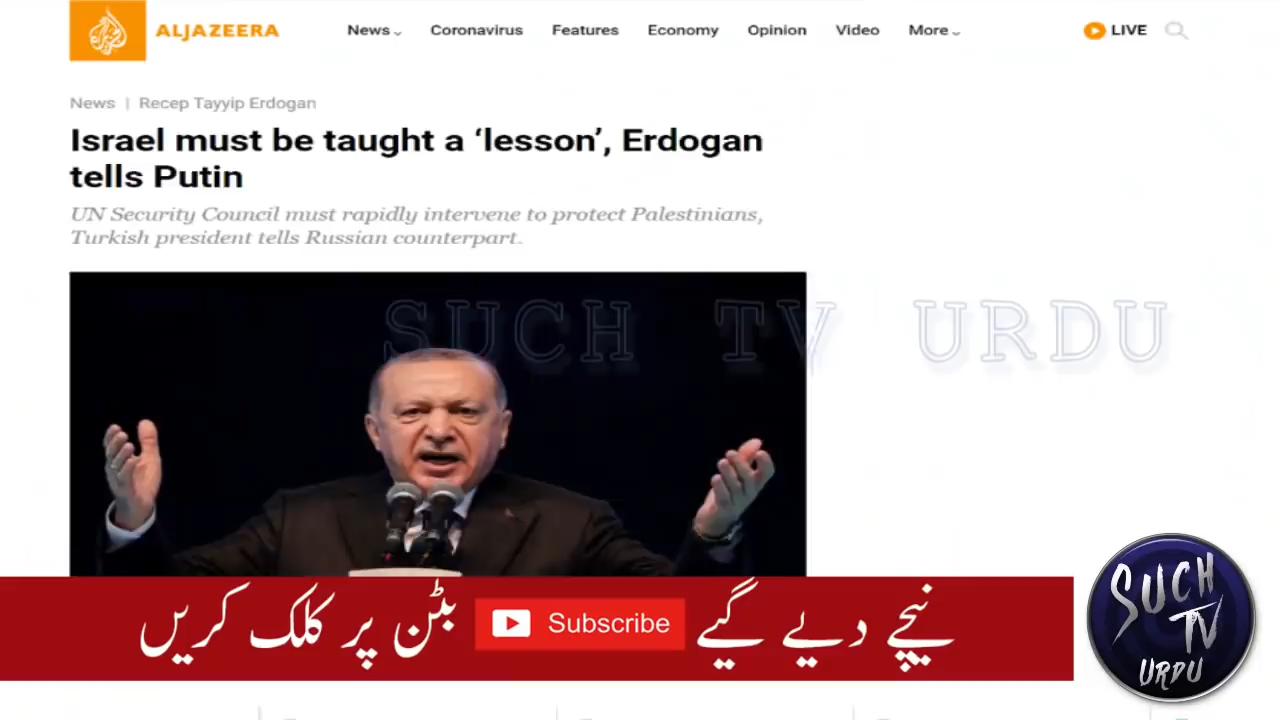 ALJAZEERA
News Coronavirus Features Economy Opinion Video More LIVE
News | Recep Tayyip Erdogan
Israel must be taught a ‘lesson’, Erdogan
tells Putin
UN Security Council must rapidly intervene to protect Palestinians,
Turkish president tells Russian counterpart.
SUCH TV URDU
نیچے دیے گیے Subscribe بٹن پر کلک کریں
SUCH
TV
URDU